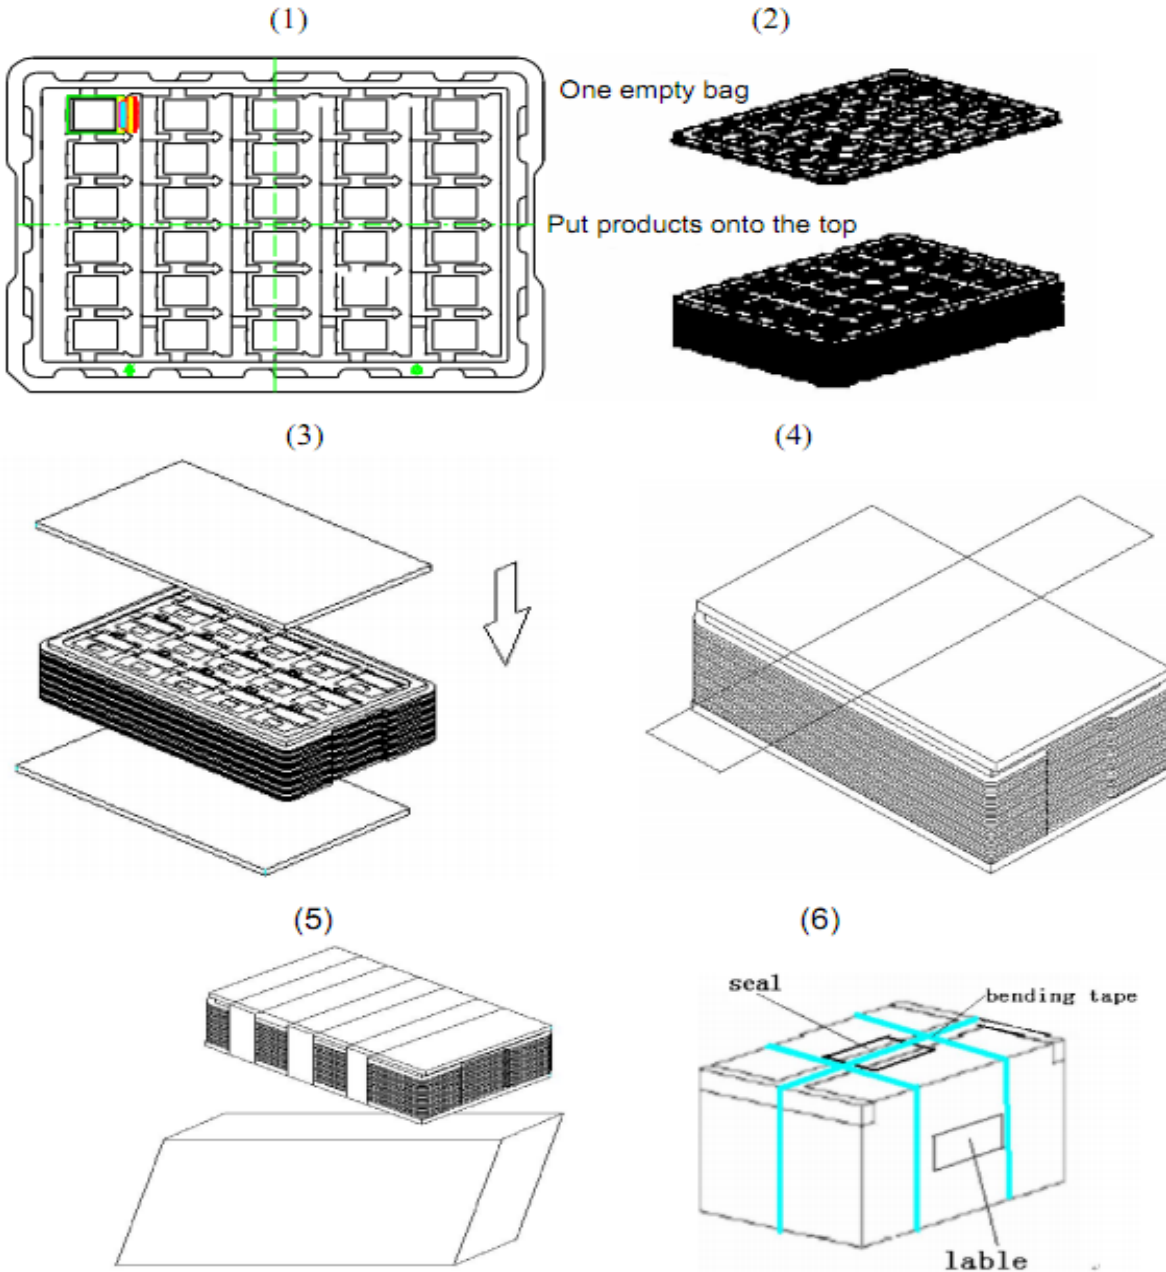 (1)
(2)
One empty bag
Put products onto the top
(3)
(4)
(5)
(6)
seal
bending tape
lable